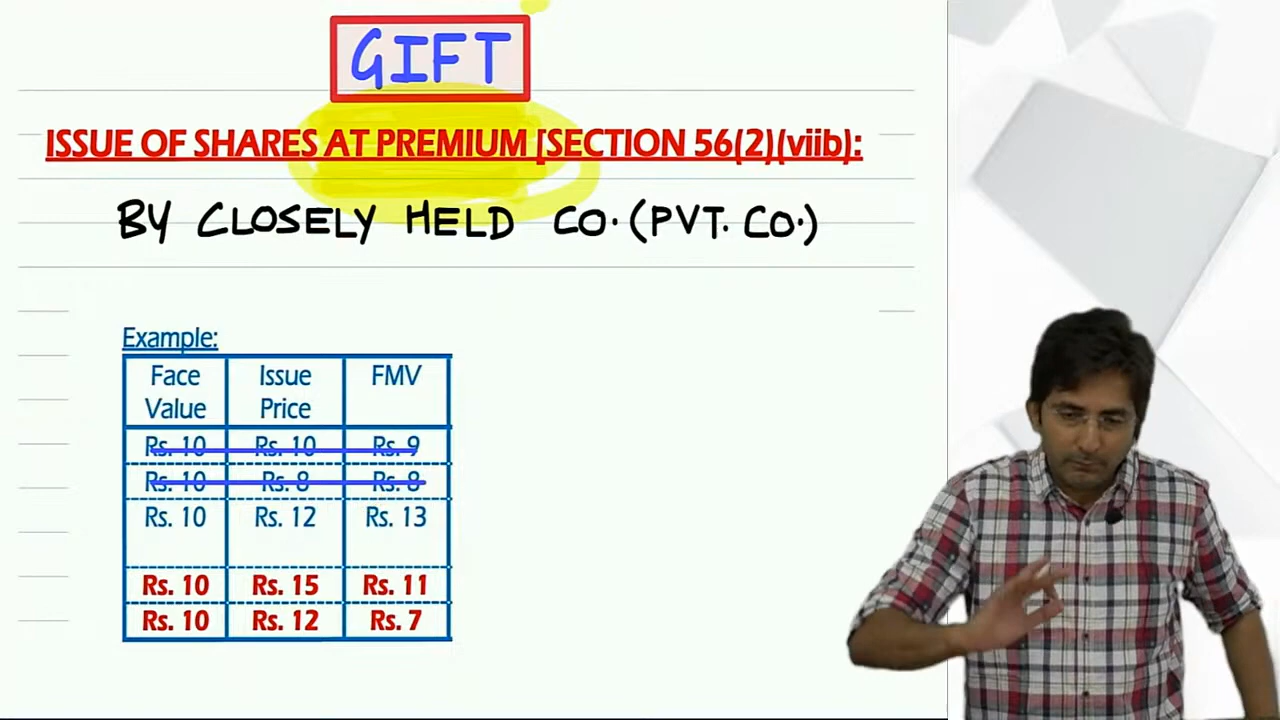 GIFT
ISSUE OF SHARES AT PREMIUM [SECTION 56(2)(viib):
BY CLOSELY HELD CO. (PVT. CO.)
Example:
Face Value Issue Price FMV
Rs. 10 Rs. 10 Rs. 9
Rs. 10 Rs. 8 Rs. 8
Rs. 10 Rs. 12 Rs. 13
Rs. 10 Rs. 15 Rs. 11
Rs. 10 Rs. 12 Rs. 7